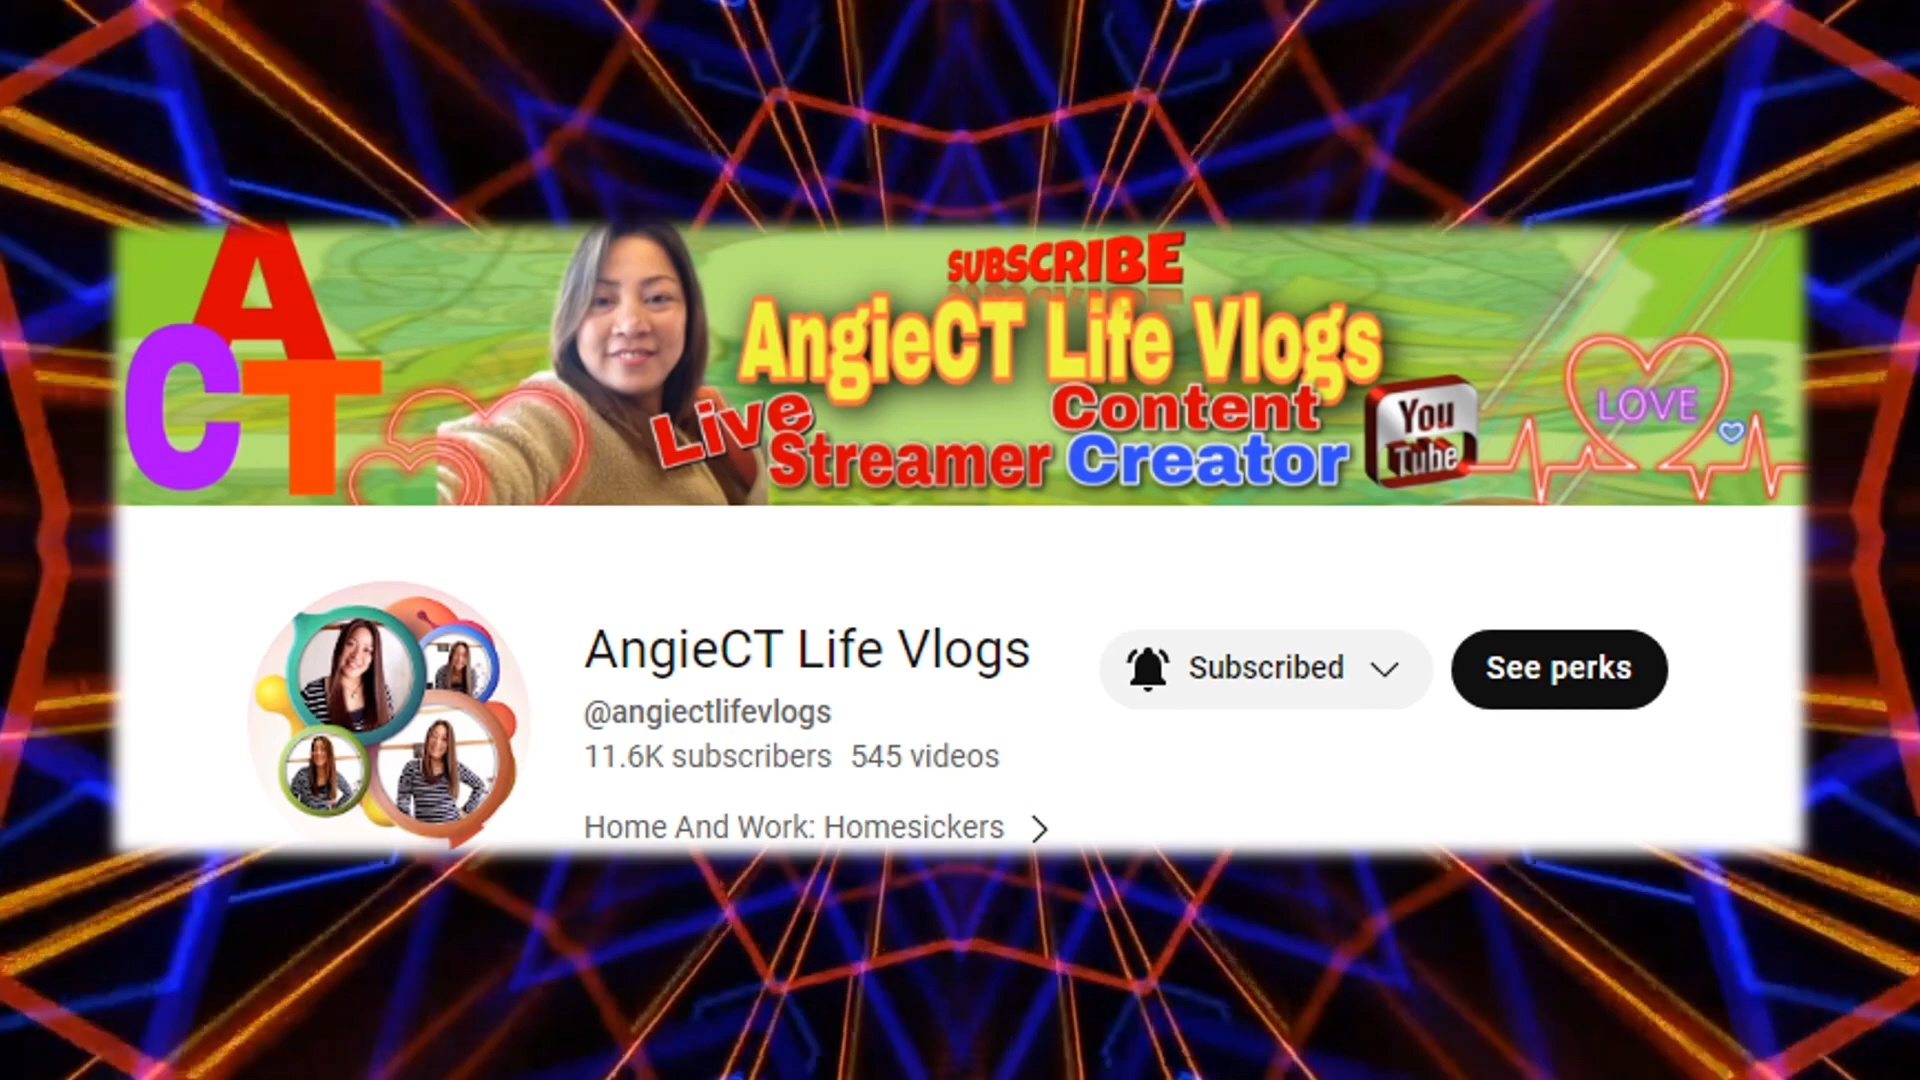 A
CT
SUBSCRIBE
AngieCT Life Vlogs
Live Content
Streamer Creator
You
Tube
LOVE
AngieCT Life Vlogs
Subscribed
See perks
@angiectlifevlogs
11.6K subscribers 545 videos
Home And Work: Homesickers